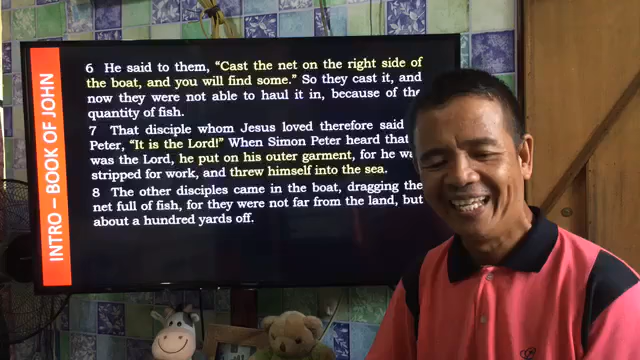 INTRO – BOOK OF JOHN
6 He said to them, “Cast the net on the right side of
the boat, and you will find some.” So they cast it, and
now they were not able to haul it in, because of the
quantity of fish.
7 That disciple whom Jesus loved therefore said
Peter, “It is the Lord!” When Simon Peter heard that
was the Lord, he put on his outer garment, for he
stripped for work, and threw himself into the sea.
8 The other disciples came in the boat, dragging the
net full of fish, for they were not far from the land, but
about a hundred yards off.